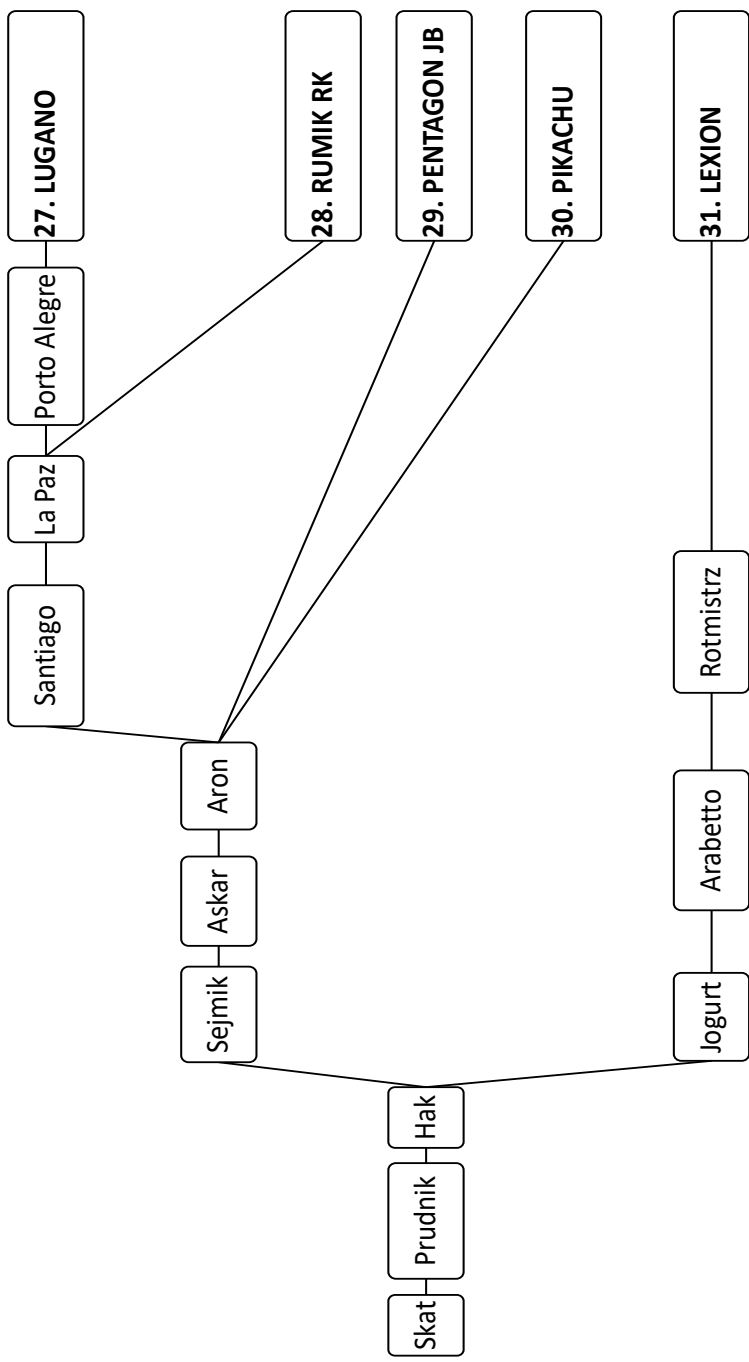 Skat
Prudnik
Hak
Sejmik
Askar
Aron
Santiago
La Paz
Porto Alegre
27. LUGANO
28. RUMIK RK
29. PENTAGON JB
30. PIKACHU
Jogurt
Arabetto
Rotmistrz
31. LEXION